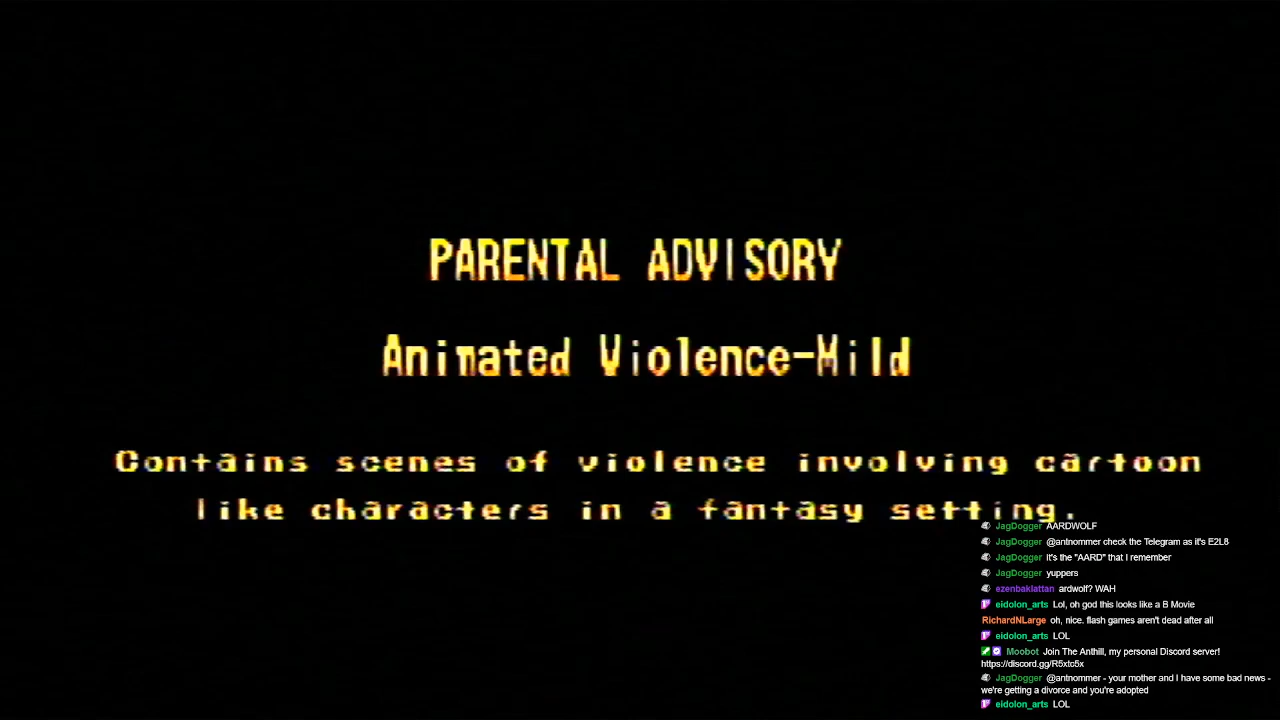 PARENTAL ADVISORY
Animated Violence-Mild
Contains scenes of violence involving cartoon
like characters in a fantasy setting.
JagDogger AARDWOLF
JagDogger @antnommer check the Telegram as it's E2L8
JagDogger It's the "AARD" that I remember
JagDogger yuppers
ezenbaklattan ardwolf? WAH
eidolon_arts Lol, oh god this looks like a B Movie
RichardNLarge oh, nice. flash games aren't dead after all
eidolon_arts LOL
Moobot Join The Anthill, my personal Discord server!
https://discord.gg/R5xtc5x
JagDogger @antnommer - your mother and I have some bad news -
we're getting a divorce and you're adopted
eidolon_arts LOL